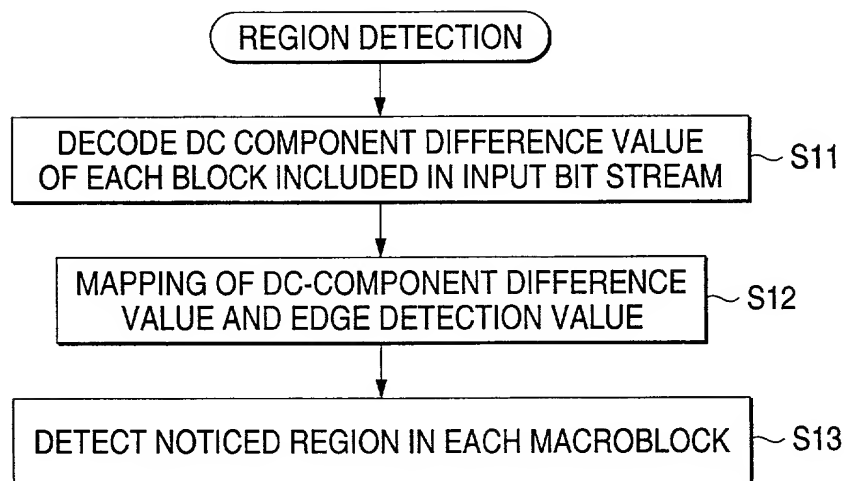 REGION DETECTION
DECODE DC COMPONENT DIFFERENCE VALUE
OF EACH BLOCK INCLUDED IN INPUT BIT STREAM
S11
MAPPING OF DC-COMPONENT DIFFERENCE
VALUE AND EDGE DETECTION VALUE
S12
DETECT NOTICED REGION IN EACH MACROBLOCK
S13